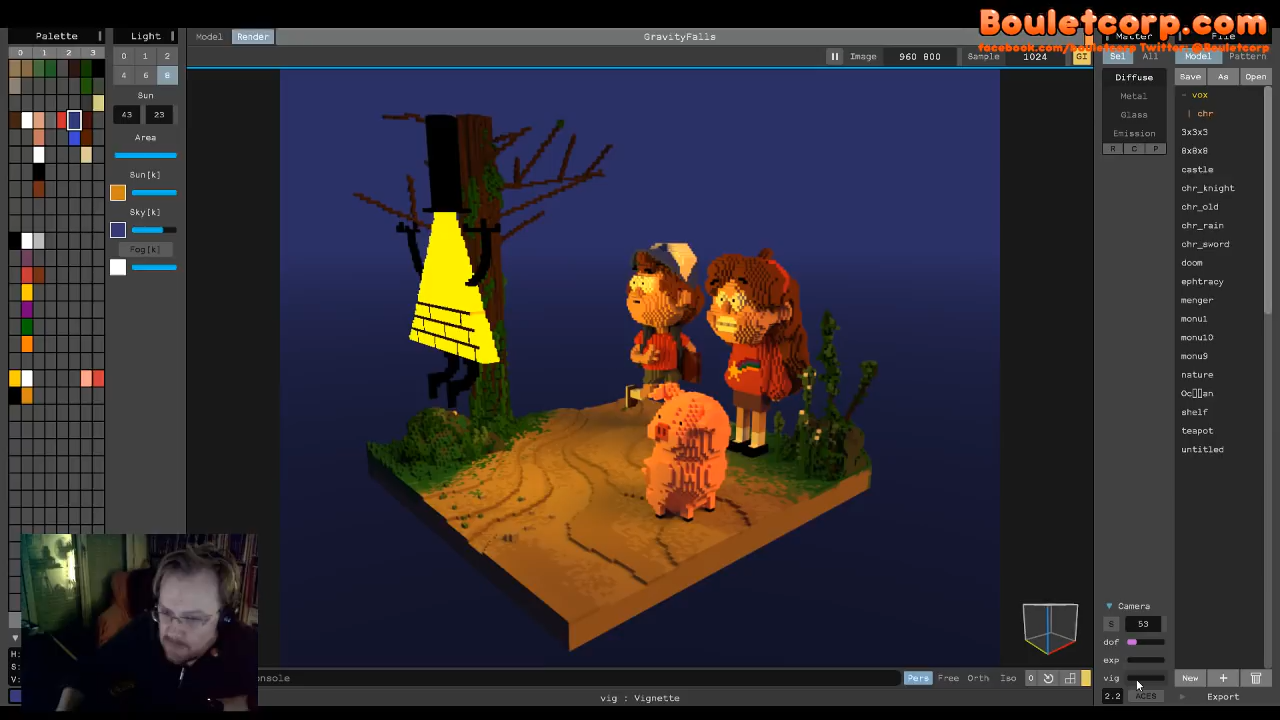 Bouletcorp.com
facebook.com/bouletcorp Twitter: @Bouletcorp
Palette
Light
Model
Render
GravityFalls
Master
File
0 1 2 3
0 1 2
4 6 8
Sun
43 23
Area
Sun[k]
Sky[k]
Fog[k]
Image 960 800 Sample 1024 GI
Sel All
Model Pattern
Diffuse
Metal
Glass
Emission
R C P
Save As Open
- vox
| chr
3x3x3
8x8x8
castle
chr_knight
chr_old
chr_rain
chr_sword
doom
ephtracy
menger
monu1
monu10
monu9
nature
shelf
teapot
untitled
Camera
S 53
dof
exp
vig
2.2 ACES
New +
Export
H:
S:
V:
onsole
Pers Free Orth Iso 0
vig : Vignette